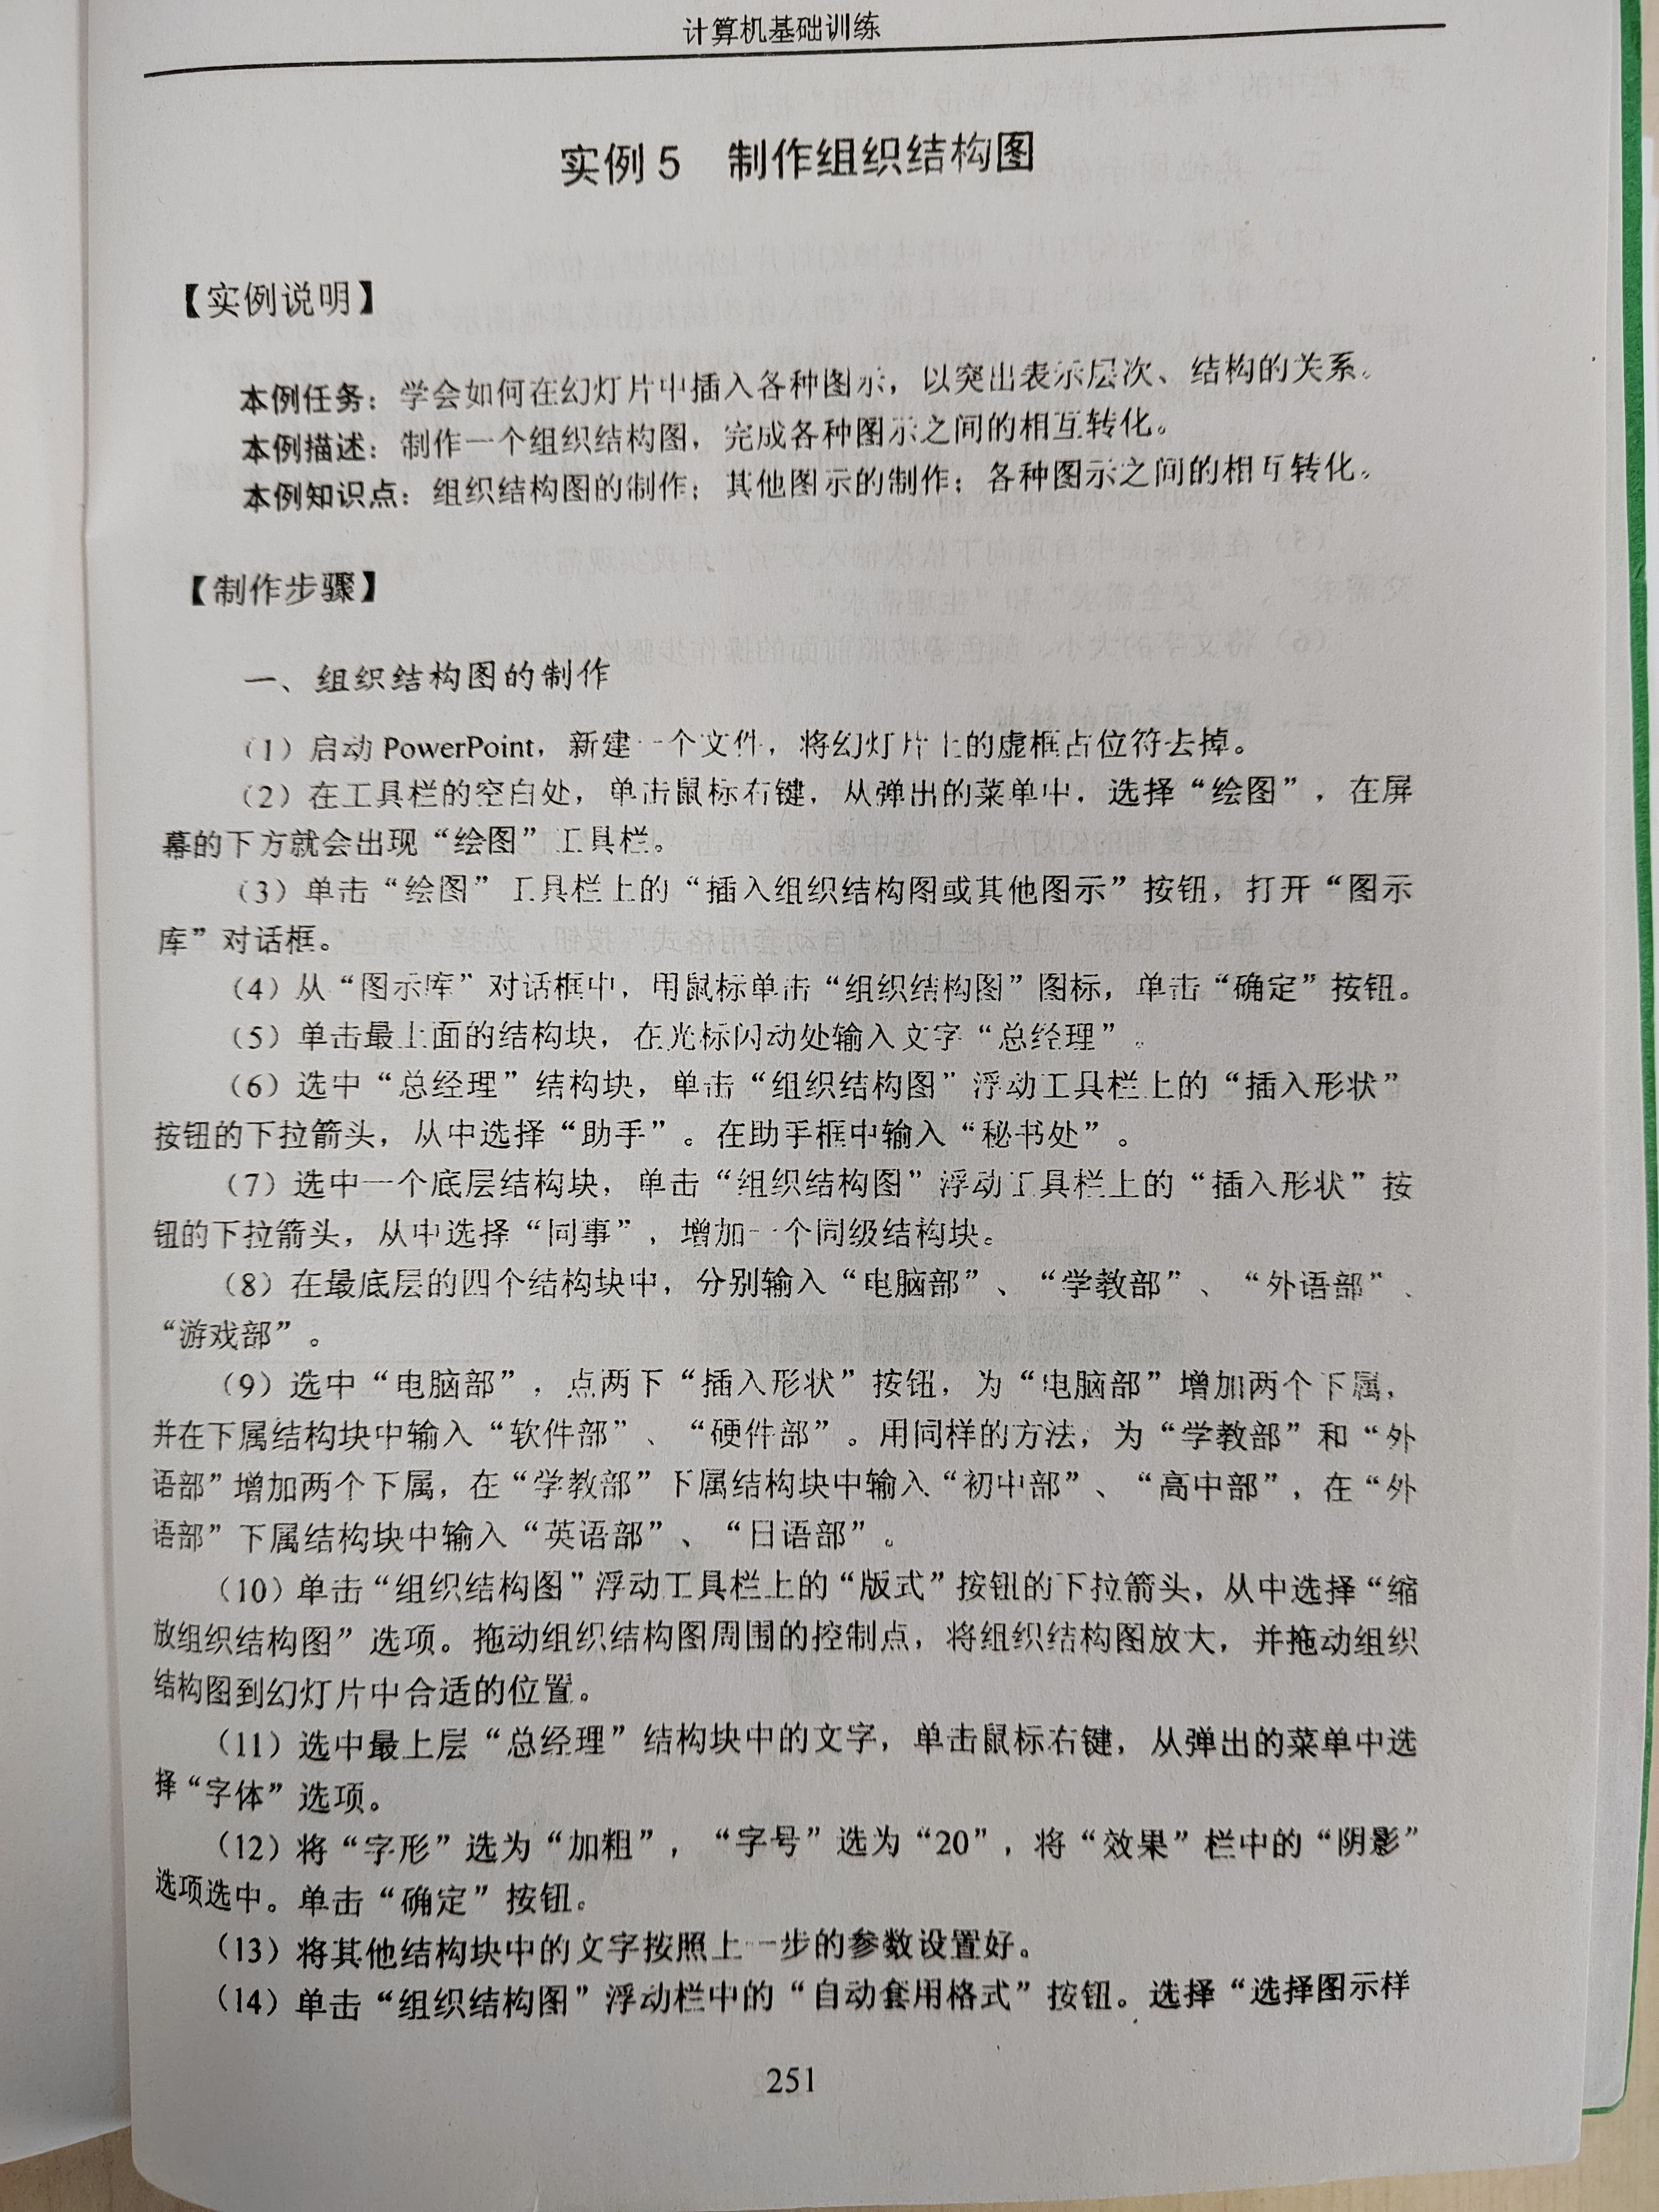 计算机基础训练
实例 5　制作组织结构图
【实例说明】
本例任务：学会如何在幻灯片中插入各种图示，以突出表示层次、结构的关系。
本例描述：制作一个组织结构图，完成各种图示之间的相互转化。
本例知识点：组织结构图的制作；其他图示的制作；各种图示之间的相互转化。
【制作步骤】
一、组织结构图的制作
（1）启动 PowerPoint，新建一个文件，将幻灯片上的虚框占位符去掉。
（2）在工具栏的空白处，单击鼠标右键，从弹出的菜单中，选择“绘图”，在屏
幕的下方就会出现“绘图”工具栏。
（3）单击“绘图”工具栏上的“插入组织结构图或其他图示”按钮，打开“图示
库”对话框。
（4）从“图示库”对话框中，用鼠标单击“组织结构图”图标，单击“确定”按钮。
（5）单击最上面的结构块，在光标闪动处输入文字“总经理”。
（6）选中“总经理”结构块，单击“组织结构图”浮动工具栏上的“插入形状”
按钮的下拉箭头，从中选择“助手”。在助手框中输入“秘书处”。
（7）选中一个底层结构块，单击“组织结构图”浮动工具栏上的“插入形状”按
钮的下拉箭头，从中选择“同事”，增加一个同级结构块。
（8）在最底层的四个结构块中，分别输入“电脑部”、“学教部”、“外语部”、
“游戏部”。
（9）选中“电脑部”，点两下“插入形状”按钮，为“电脑部”增加两个下属，
并在下属结构块中输入“软件部”、“硬件部”。用同样的方法，为“学教部”和“外
语部”增加两个下属，在“学教部”下属结构块中输入“初中部”、“高中部”，在“外
语部”下属结构块中输入“英语部”、“日语部”。
（10）单击“组织结构图”浮动工具栏上的“版式”按钮的下拉箭头，从中选择“缩
放组织结构图”选项。拖动组织结构图周围的控制点，将组织结构图放大，并拖动组织
结构图到幻灯片中合适的位置。
（11）选中最上层“总经理”结构块中的文字，单击鼠标右键，从弹出的菜单中选
择“字体”选项。
（12）将“字形”选为“加粗”，“字号”选为“20”，将“效果”栏中的“阴影”
选项选中。单击“确定”按钮。
（13）将其他结构块中的文字按照上一步的参数设置好。
（14）单击“组织结构图”浮动栏中的“自动套用格式”按钮。选择“选择图示样
251